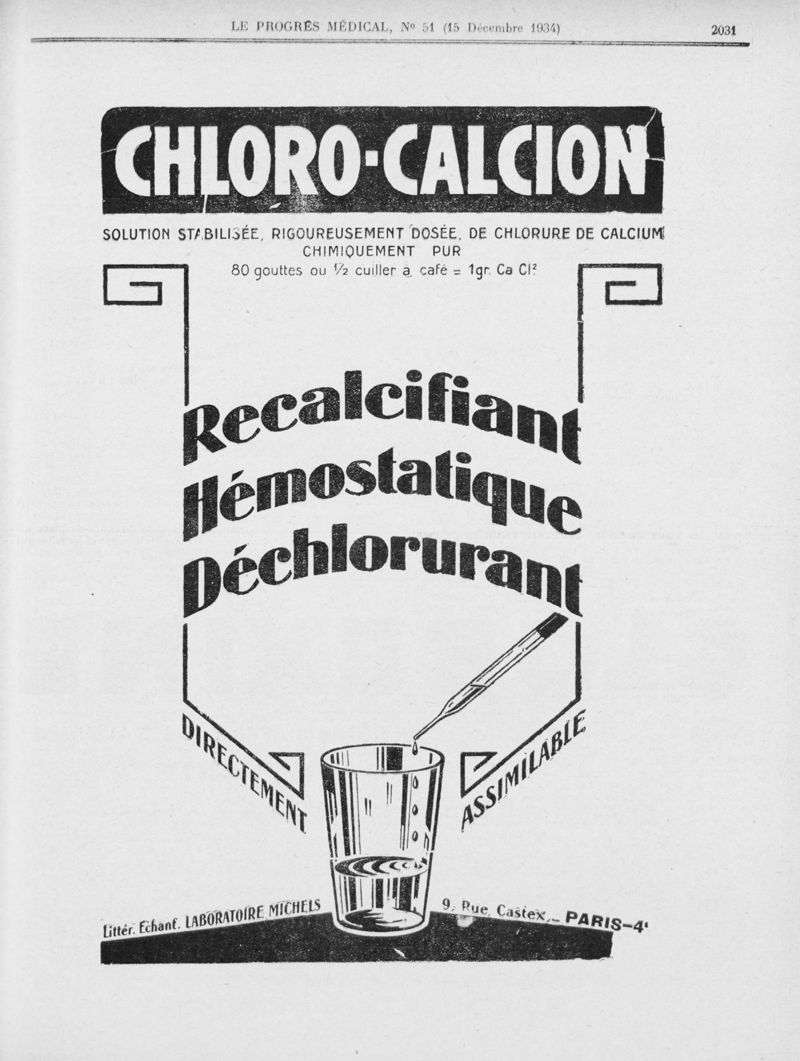 LE PROGRÈS MÉDICAL, Nº 51 (15 Décembre 1934)
2031
CHLORO-CALCION
SOLUTION STABILISÉE, RIGOUREUSEMENT DOSÉE, DE CHLORURE DE CALCIUM
CHIMIQUEMENT PUR
80 gouttes ou ½ cuiller a café = 1gr. Ca Cl²
Recalcifiant
Hémostatique
Déchlorurant
DIRECTEMENT
ASSIMILABLE
Littér. Echant. LABORATOIRE MICHELS
9, Rue, Castex,_ PARIS-4ᵉ